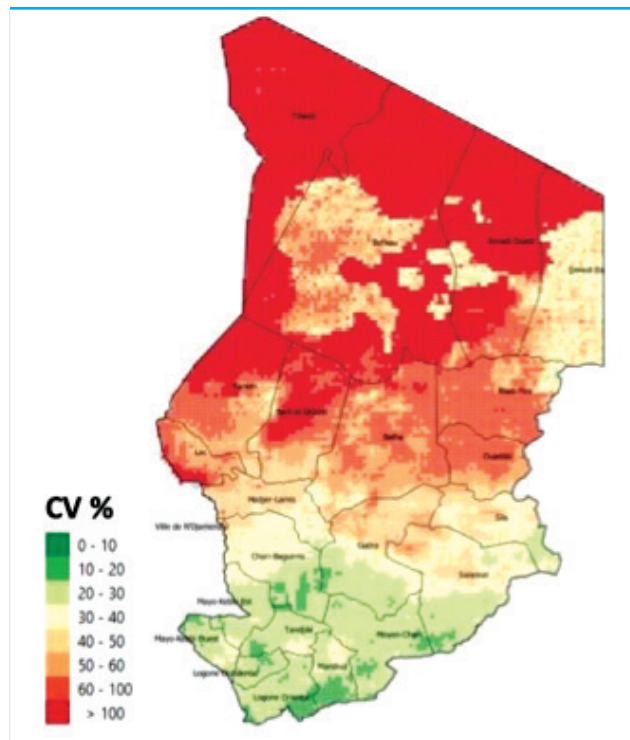 Tibesti
Borkou
Ennedi Ouest
Ennedi Est
Kanem
Barh el Gazel
Wadi Fira
Batha
Lac
Ouaddaï
Hadjer-Lamis
Sila
Ville de N'Djamena
Guéra
Chari-Baguirmi
Salamat
Mayo-Kebbi Est
Tandjilé
Moyen-Chari
Mayo-Kebbi Ouest
Mandoul
Logone Occidental
Logone Oriental
CV %
0 - 10
10 - 20
20 - 30
30 - 40
40 - 50
50 - 60
60 - 100
> 100